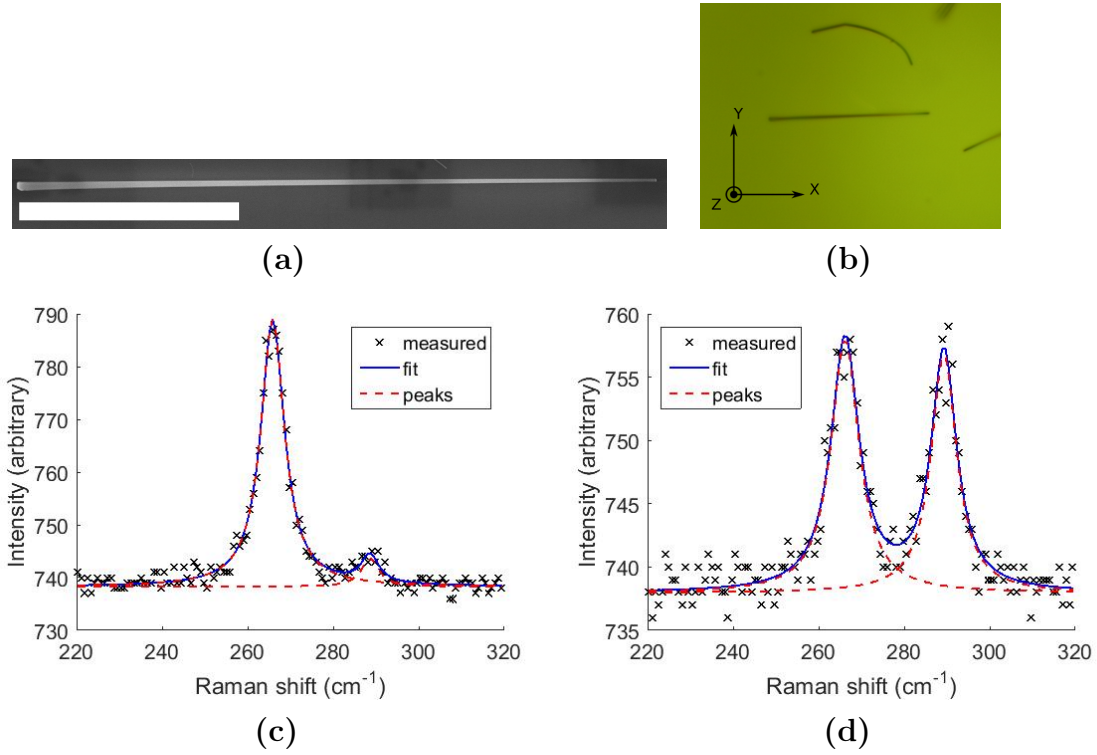 Y
X
Z
(a)
(b)
790
780
770
760
750
740
730
220
240
260
280
300
320
Intensity (arbitrary)
Raman shift (cm-1)
measured
fit
peaks
(c)
760
755
750
745
740
735
220
240
260
280
300
320
Intensity (arbitrary)
Raman shift (cm-1)
measured
fit
peaks
(d)